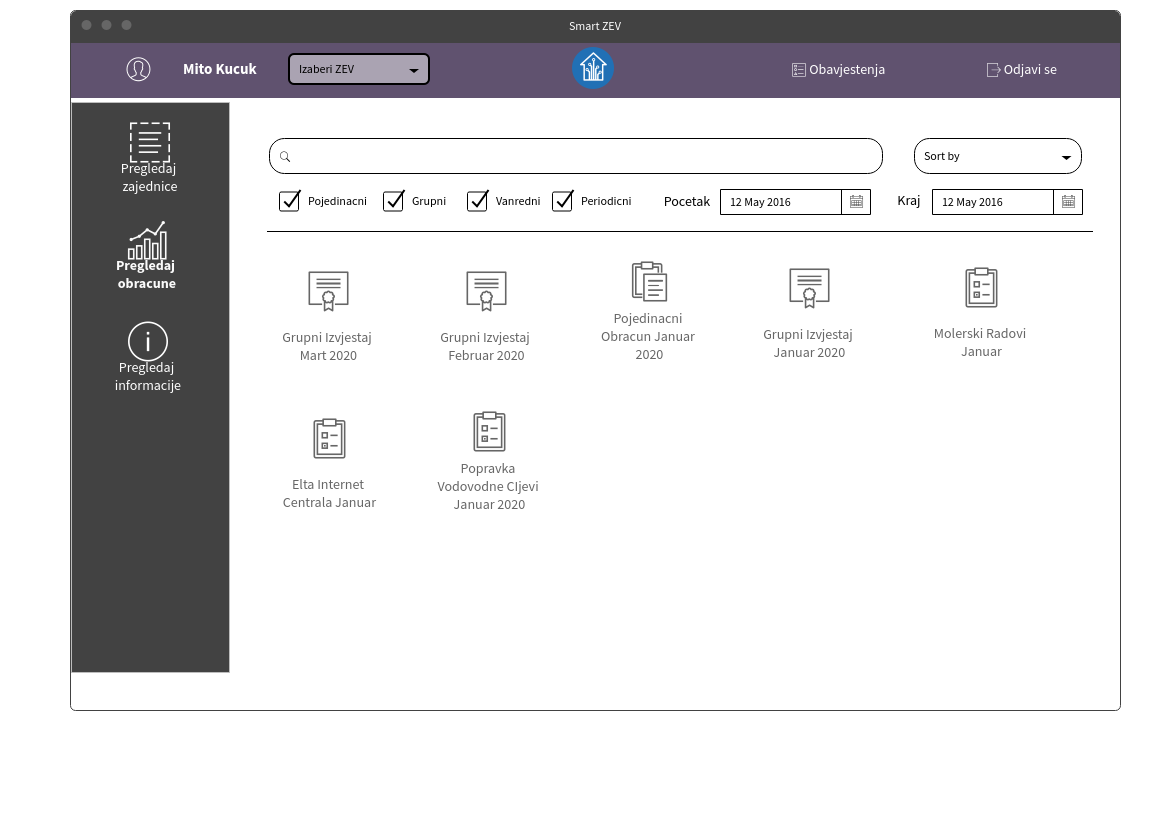 Smart ZEV
Mito Kucuk
Izaberi ZEV
Obavjestenja
Odjavi se
Pregledaj
zajednice
Pregledaj
obracune
Pregledaj
informacije
Sort by
Pojedinacni
Grupni
Vanredni
Periodicni
Pocetak
12 May 2016
Kraj
12 May 2016
Grupni Izvjestaj
Mart 2020
Grupni Izvjestaj
Februar 2020
Pojedinacni
Obracun Januar
2020
Grupni Izvjestaj
Januar 2020
Molerski Radovi
Januar
Elta Internet
Centrala Januar
Popravka
Vodovodne CIjevi
Januar 2020